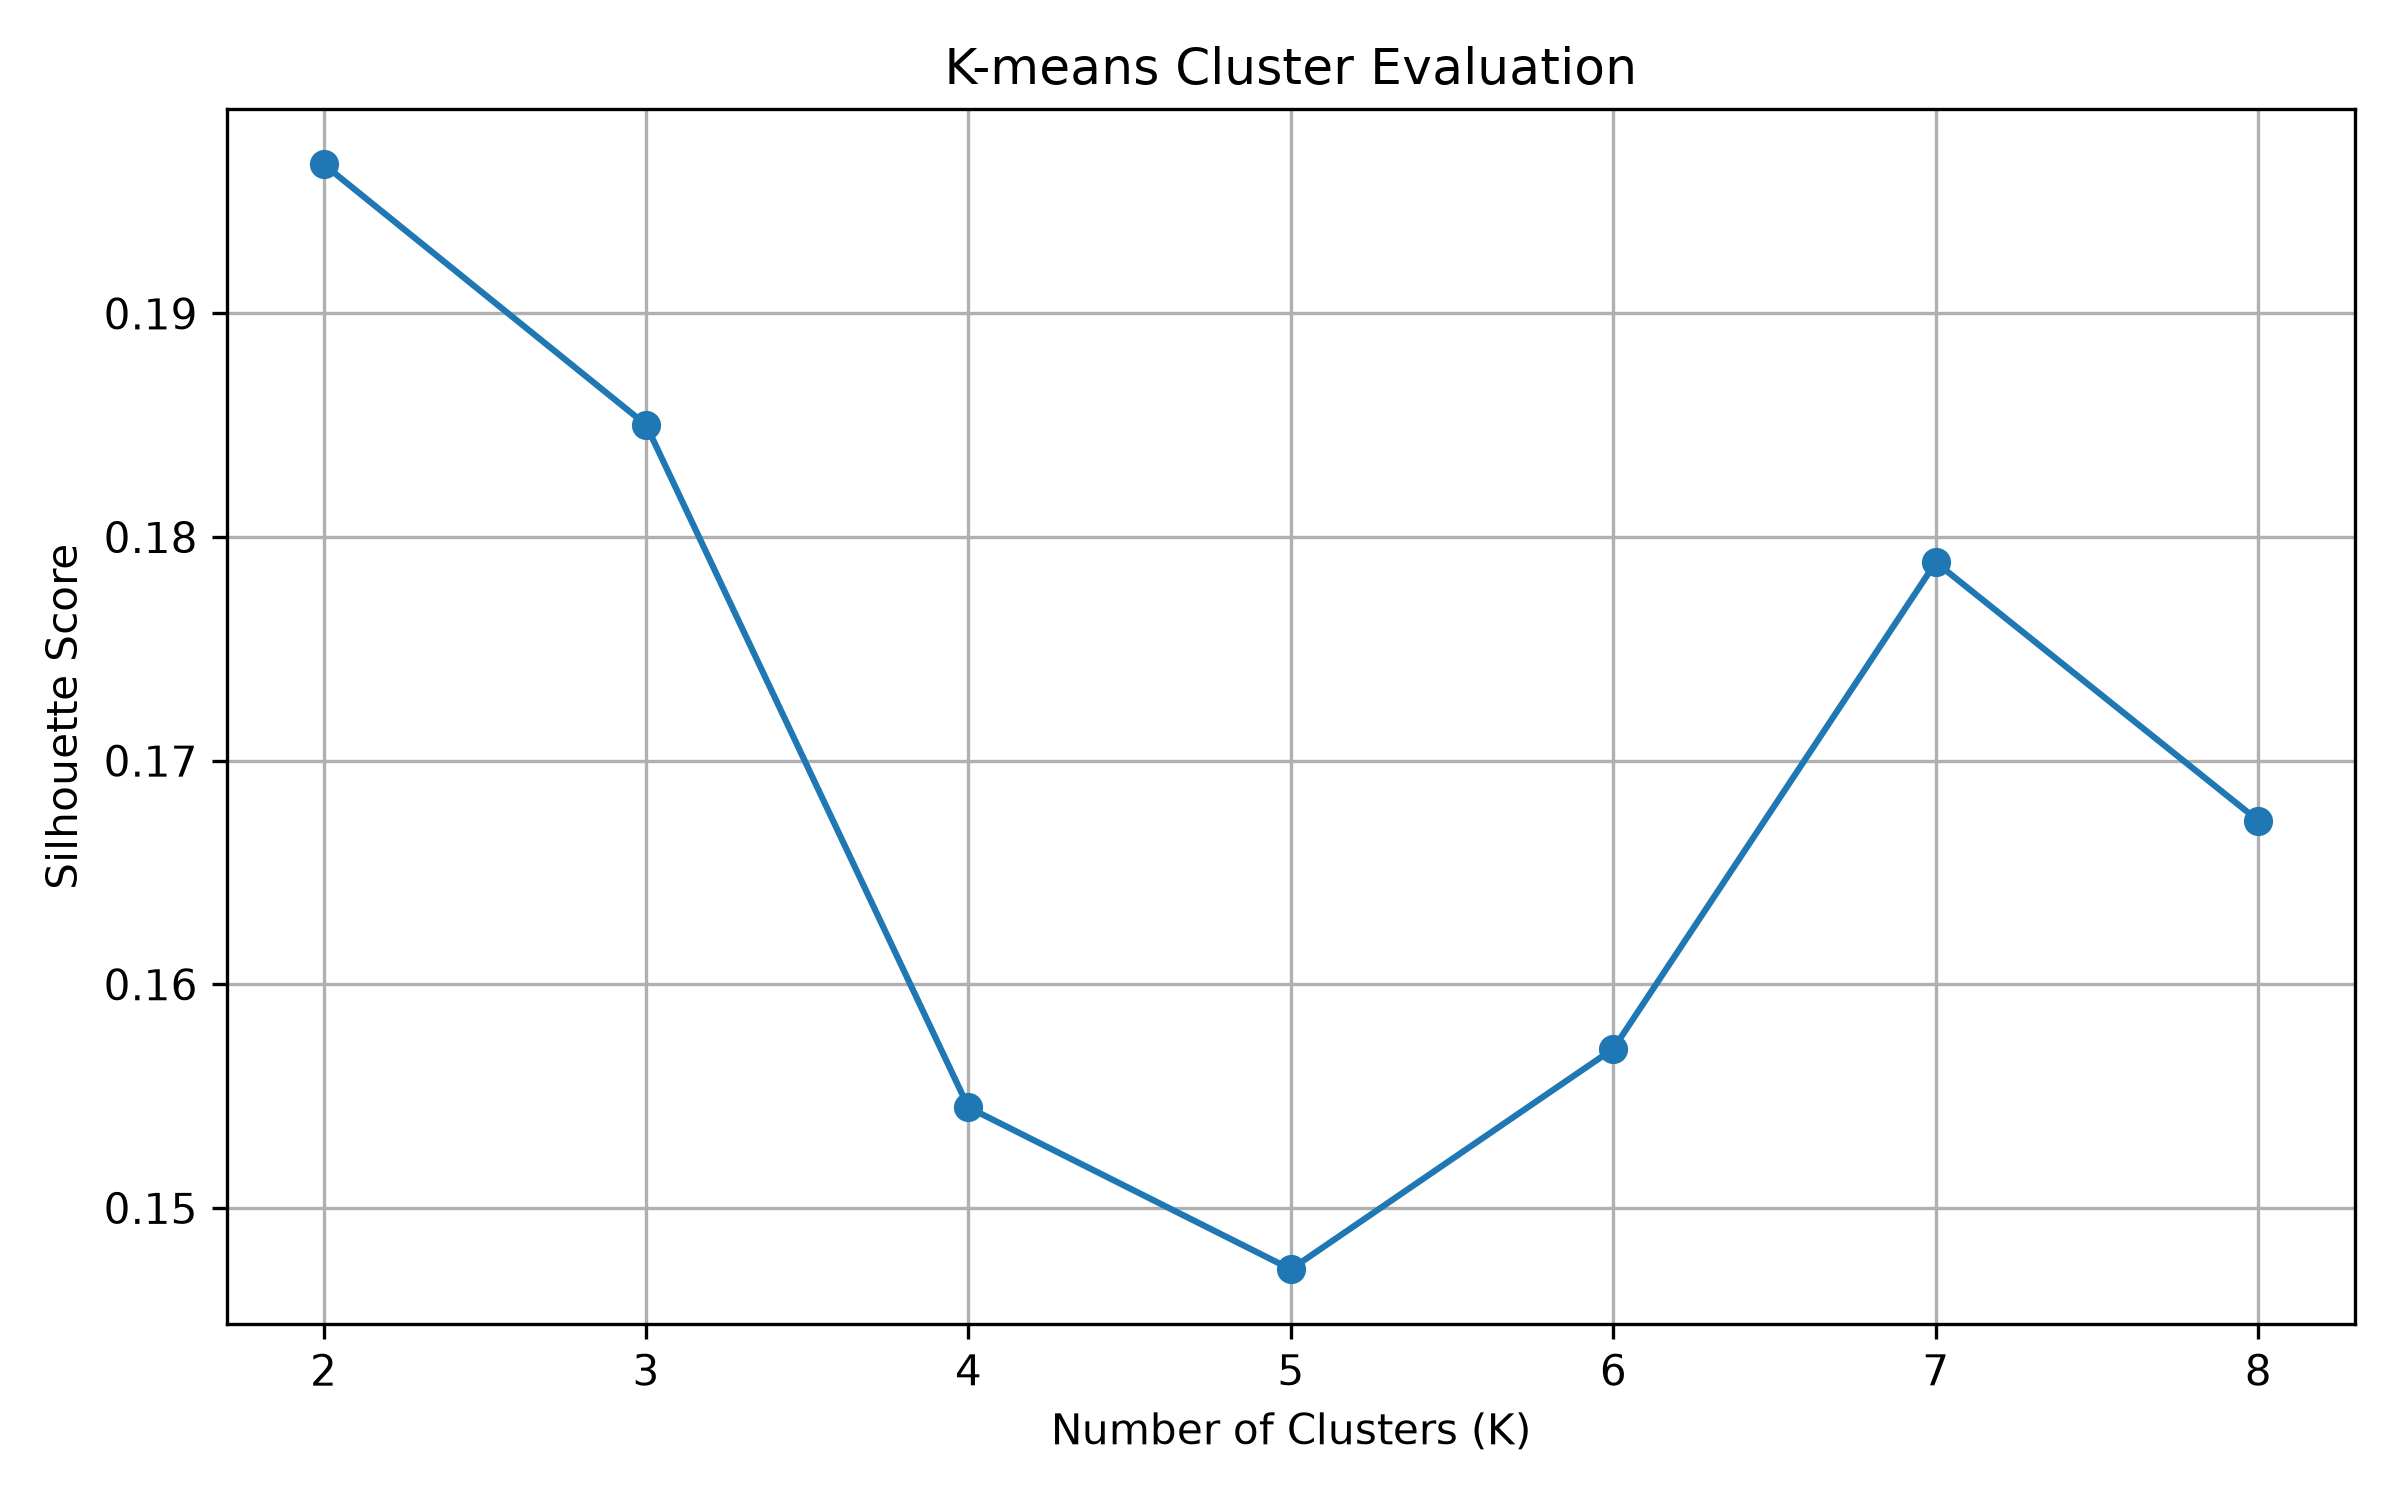 K-means Cluster Evaluation
Silhouette Score
0.19
0.18
0.17
0.16
0.15
2 3 4 5 6 7 8
Number of Clusters (K)